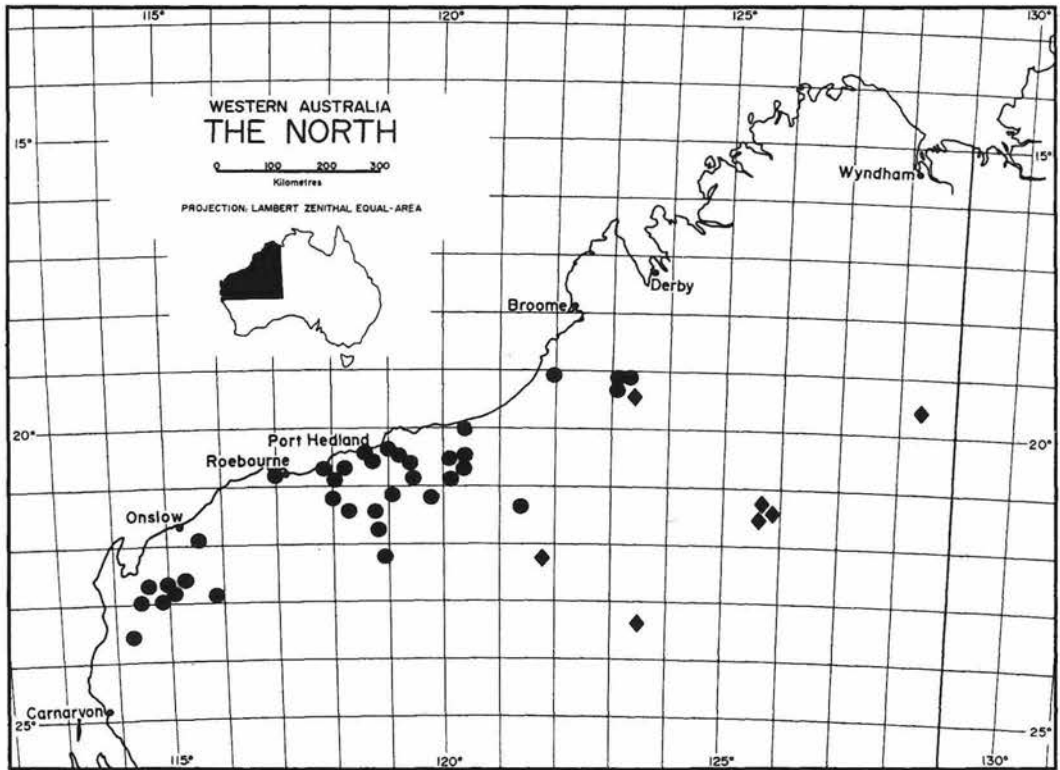 115° 120° 125° 130°
WESTERN AUSTRALIA
THE NORTH
0 100 200 300
Kilometres
PROJECTION: LAMBERT ZENITHAL EQUAL-AREA
15° 15°
Wyndham
Derby
Broome
20° 20°
Port Hedland
Roebourne
Onslow
Carnarvon
25° 25°
115° 120° 125° 130°